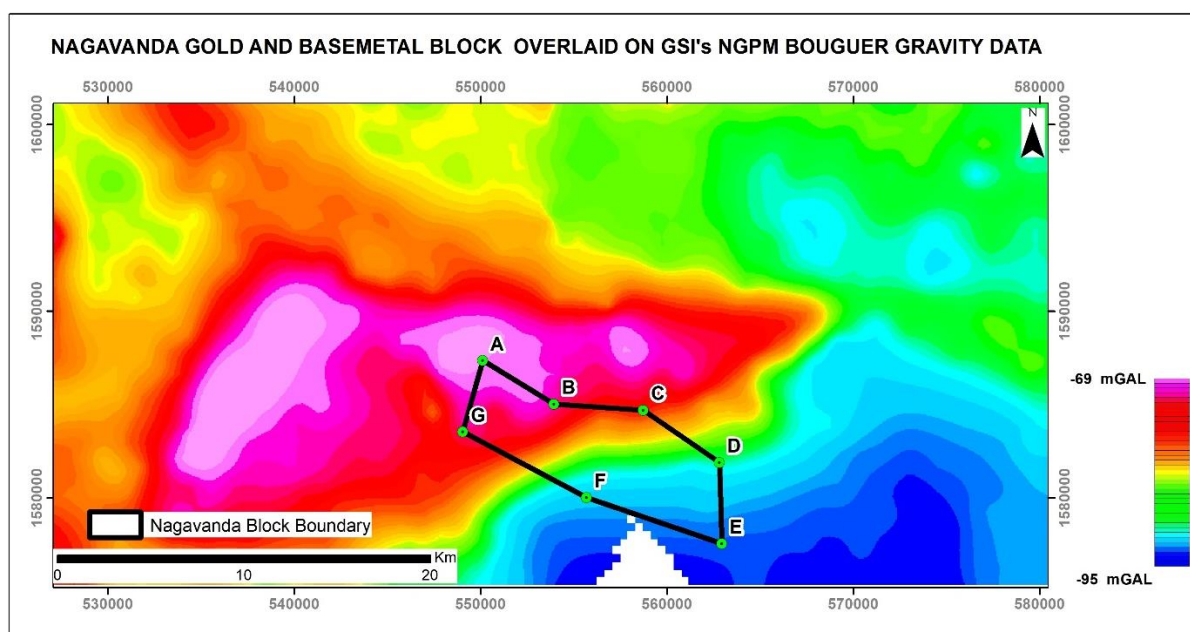 NAGAVANDA GOLD AND BASEMETAL BLOCK OVERLAID ON GSI's NGPM BOUGUER GRAVITY DATA
530000 540000 550000 560000 570000 580000
1600000 1600000
N
1590000 1590000
A
B
C
G
-69 mGAL
D
F
1580000 1580000
E
Nagavanda Block Boundary
Km
0 10 20
-95 mGAL
530000 540000 550000 560000 570000 580000